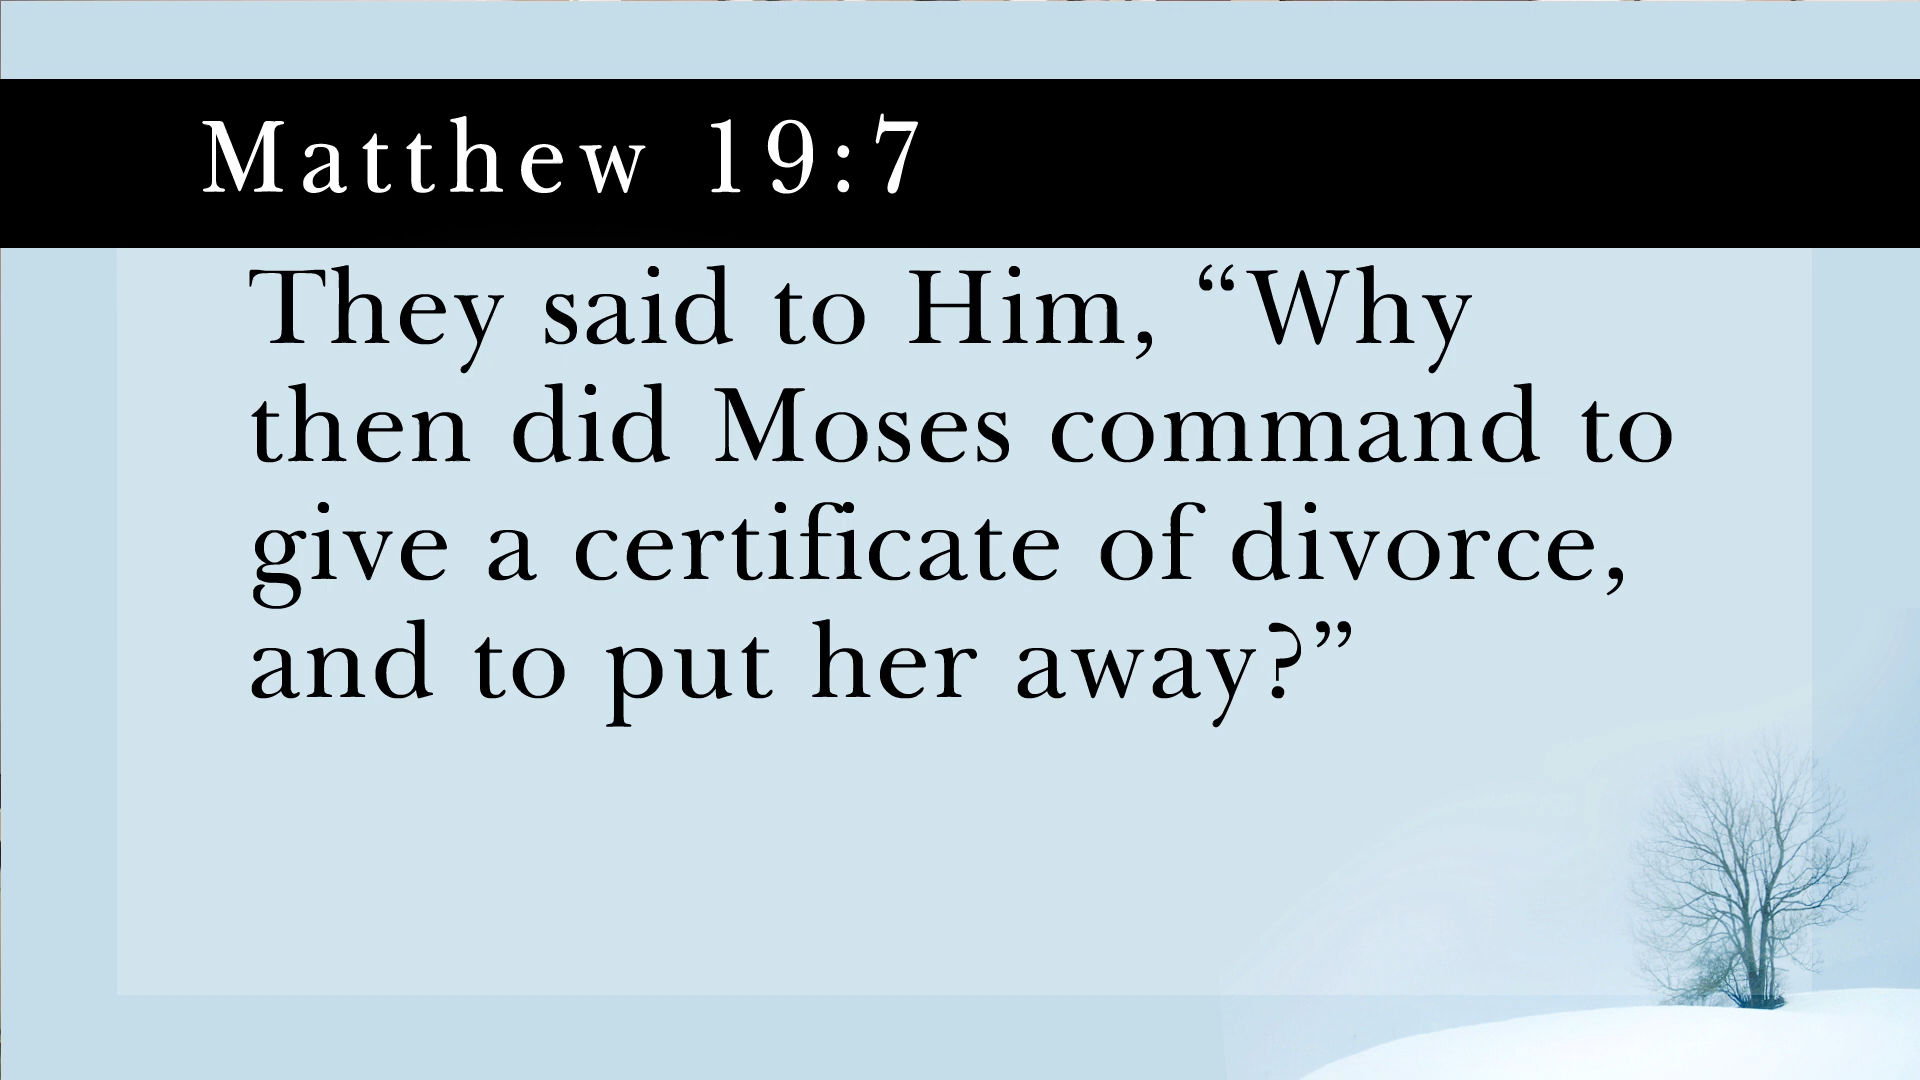 Matthew 19:7
They said to Him, “Why
then did Moses command to
give a certificate of divorce,
and to put her away?”